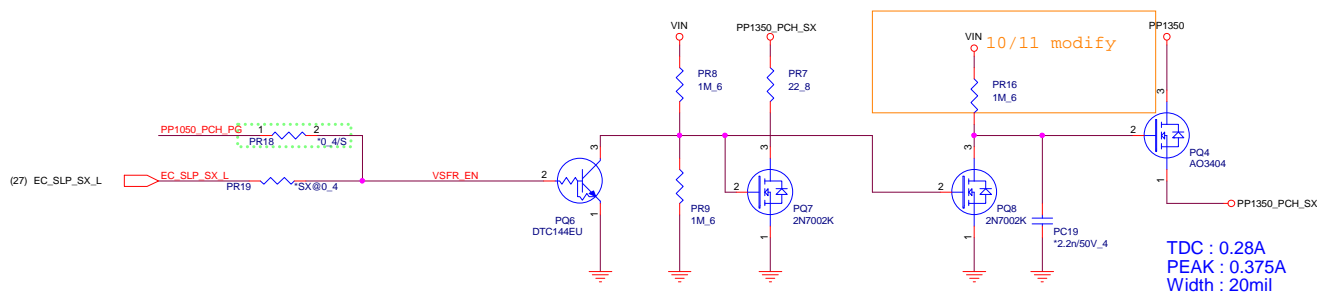 VIN
PP1350_PCH_SX
VIN
10/11 modify
PP1350
PR8
1M_6
PR7
22_8
PR16
1M_6
3
PP1050_PCH_PG
1
2
PR18
*0_4/S
2
PQ4
AO3404
1
(27) EC_SLP_SX_L
EC_SLP_SX_L
PR19
*SX@0_4
VSFR_EN
2
3
1
PQ6
DTC144EU
PR9
1M_6
3
2
1
PQ7
2N7002K
3
2
1
PQ8
2N7002K
PC19
*2.2n/50V_4
PP1350_PCH_SX
TDC : 0.28A
PEAK : 0.375A
Width : 20mil